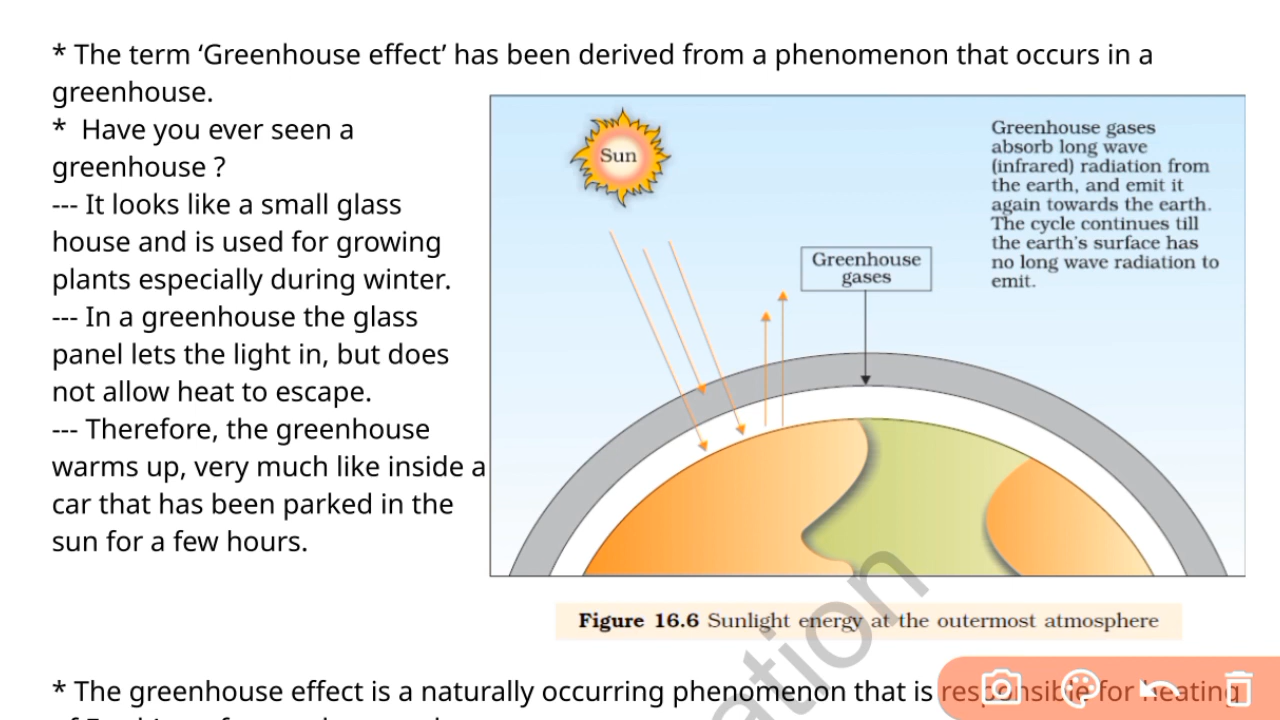 * The term ‘Greenhouse effect’ has been derived from a phenomenon that occurs in a
greenhouse.
* Have you ever seen a
greenhouse ?
--- It looks like a small glass
house and is used for growing
plants especially during winter.
--- In a greenhouse the glass
panel lets the light in, but does
not allow heat to escape.
--- Therefore, the greenhouse
warms up, very much like inside a
car that has been parked in the
sun for a few hours.
Sun
Greenhouse gases
absorb long wave
(infrared) radiation from
the earth, and emit it
again towards the earth.
The cycle continues till
the earth's surface has
no long wave radiation to
emit.
Greenhouse
gases
Figure 16.6 Sunlight energy at the outermost atmosphere
ation
* The greenhouse effect is a naturally occurring phenomenon that is responsible for heating